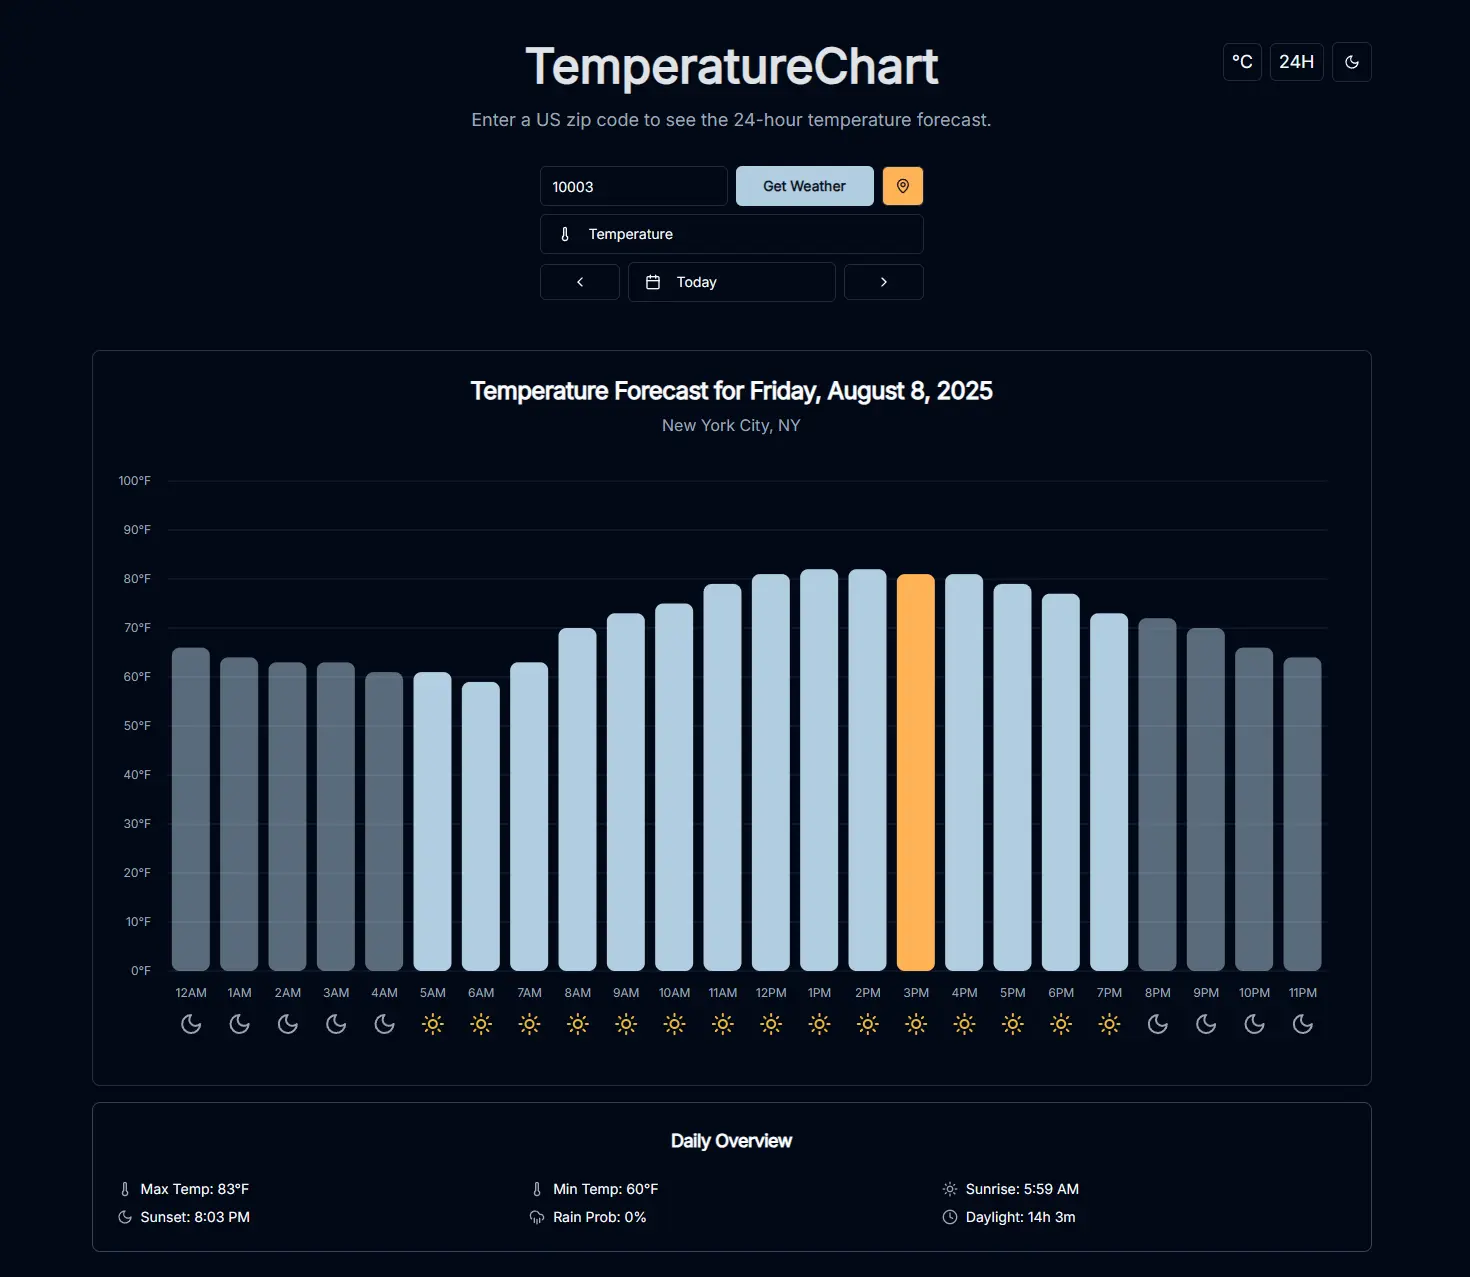 TemperatureChart
°C 24H
Enter a US zip code to see the 24-hour temperature forecast.
10003 Get Weather
Temperature
Today
Temperature Forecast for Friday, August 8, 2025
New York City, NY
100°F
90°F
80°F
70°F
60°F
50°F
40°F
30°F
20°F
10°F
0°F
12AM 1AM 2AM 3AM 4AM 5AM 6AM 7AM 8AM 9AM 10AM 11AM 12PM 1PM 2PM 3PM 4PM 5PM 6PM 7PM 8PM 9PM 10PM 11PM
Daily Overview
Max Temp: 83°F Min Temp: 60°F Sunrise: 5:59 AM
Sunset: 8:03 PM Rain Prob: 0% Daylight: 14h 3m